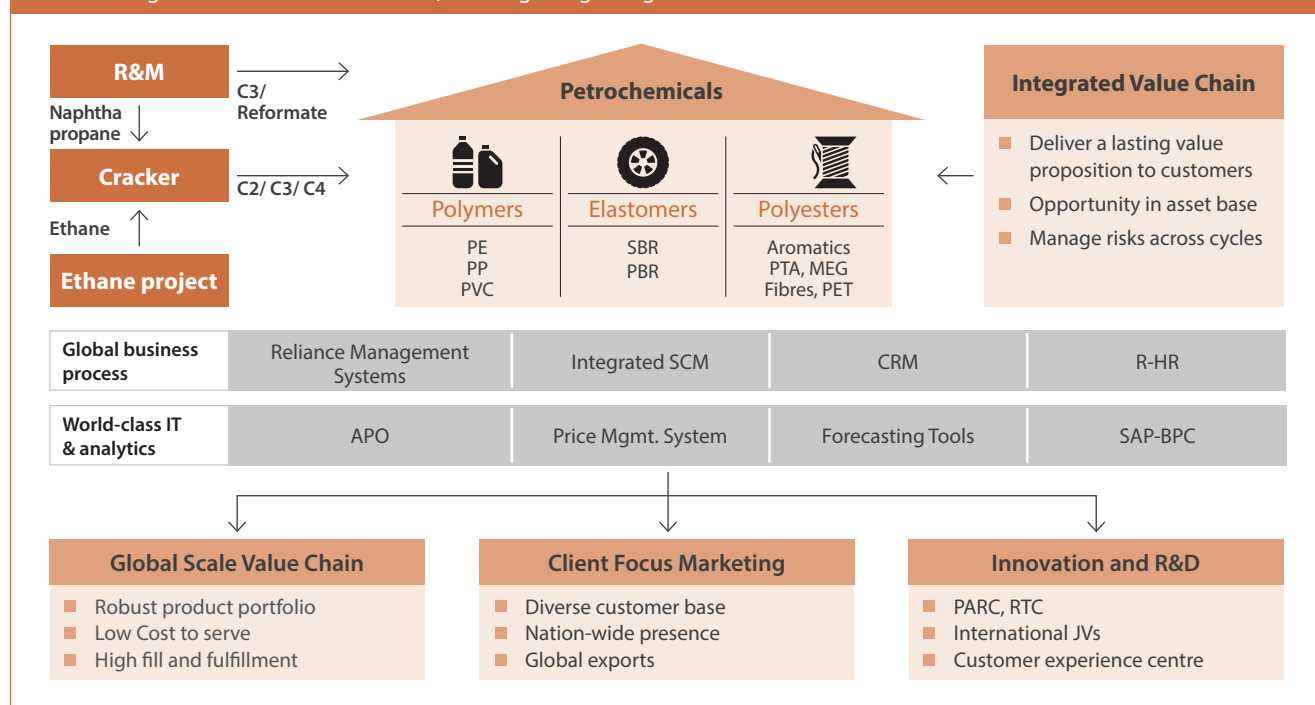 R&M
C3/
Reformate
Naphtha
propane
Cracker
C2/ C3/ C4
Ethane
Ethane project
Petrochemicals
Polymers
PE
PP
PVC
Elastomers
SBR
PBR
Polyesters
Aromatics
PTA, MEG
Fibres, PET
Integrated Value Chain
Deliver a lasting value
proposition to customers
Opportunity in asset base
Manage risks across cycles
Global business
process
Reliance Management
Systems
Integrated SCM
CRM
R-HR
World-class IT
& analytics
APO
Price Mgmt. System
Forecasting Tools
SAP-BPC
Global Scale Value Chain
Robust product portfolio
Low Cost to serve
High fill and fulfillment
Client Focus Marketing
Diverse customer base
Nation-wide presence
Global exports
Innovation and R&D
PARC, RTC
International JVs
Customer experience centre